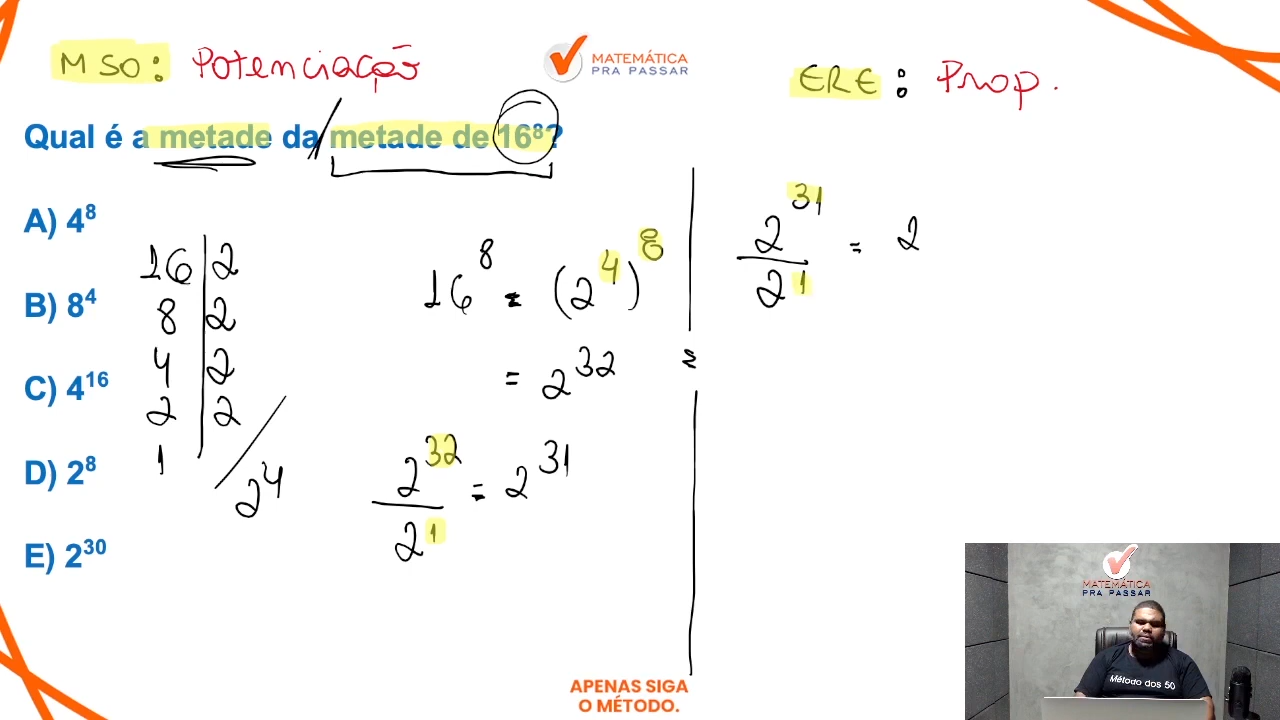 MSO: Potenciação
MATEMÁTICA
PRA PASSAR
ERE: Prop.
Qual é a metade da metade de 16⁸?
A) 4⁸
B) 8⁴
C) 4¹⁶
D) 2⁸
E) 2³⁰
16 | 2
8 | 2
4 | 2
2 | 2
1
2⁴
16⁸ = (2⁴)⁸
= 2³²
2³² / 2¹ = 2³¹
2³¹ / 2¹ = 2
=
MATEMÁTICA
PRA PASSAR
Método dos 50
APENAS SIGA
O MÉTODO.